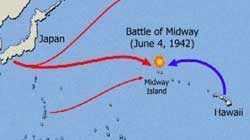 Battle of Midway
(June 4, 1942)
Japan
Midway
Island
Hawaii